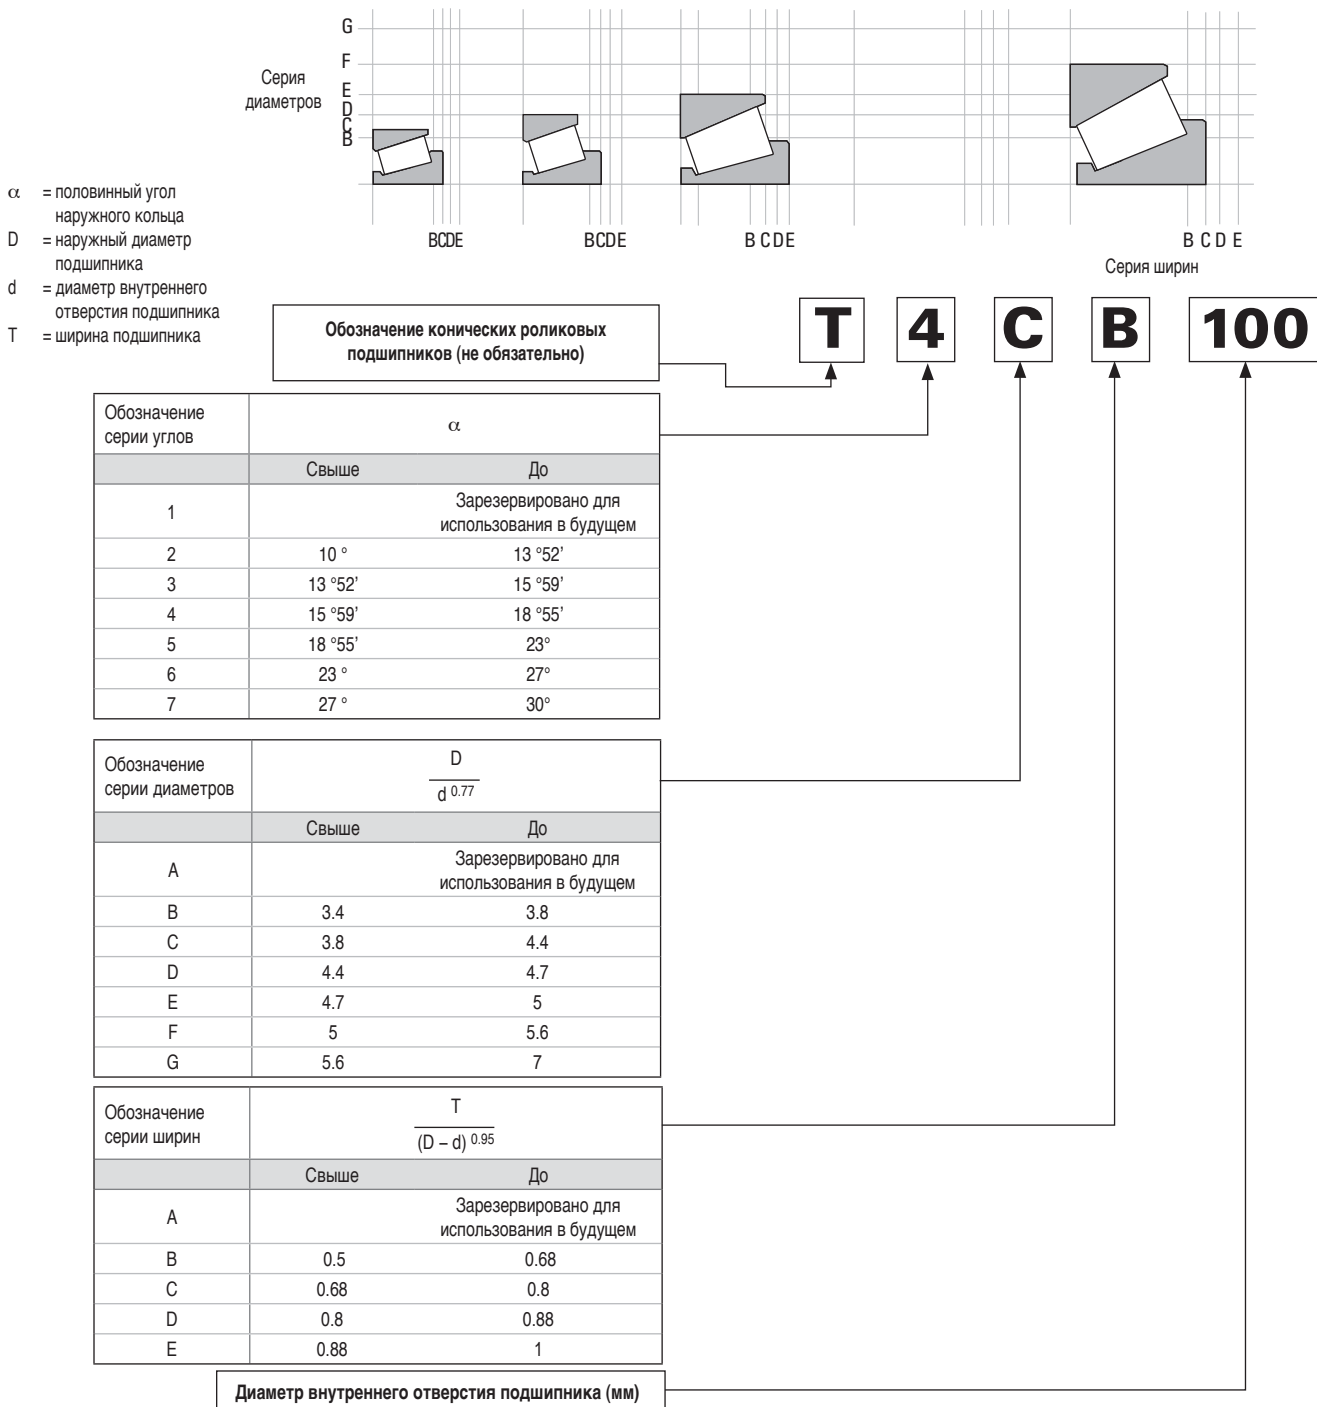 G
F
E
D
C
B
Серия
диаметров
BCDE
BCDE
B C D E
B C D E
Серия ширин
α = половинный угол
наружного кольца
D = наружный диаметр
подшипника
d = диаметр внутреннего
отверстия подшипника
T = ширина подшипника
Обозначение конических роликовых
подшипников (не обязательно)
T 4 C B 100
Обозначение
серии углов
α
Свыше До
1 Зарезервировано для
использования в будущем
2 10 ° 13 °52’
3 13 °52’ 15 °59’
4 15 °59’ 18 °55’
5 18 °55’ 23°
6 23 ° 27°
7 27 ° 30°
Обозначение
серии диаметров
D
d 0.77
Свыше До
A Зарезервировано для
использования в будущем
B 3.4 3.8
C 3.8 4.4
D 4.4 4.7
E 4.7 5
F 5 5.6
G 5.6 7
Обозначение
серии ширин
T
(D – d) 0.95
Свыше До
A Зарезервировано для
использования в будущем
B 0.5 0.68
C 0.68 0.8
D 0.8 0.88
E 0.88 1
Диаметр внутреннего отверстия подшипника (мм)